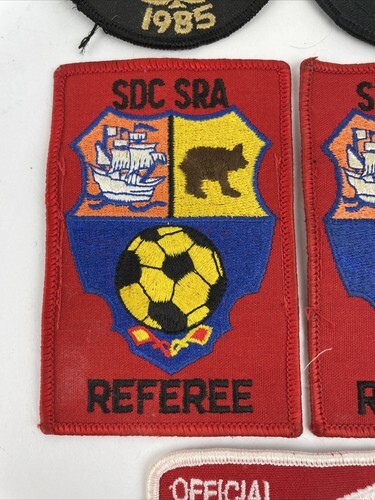 1985
SDC SRA
S
REFEREE
R
OFFICIAL